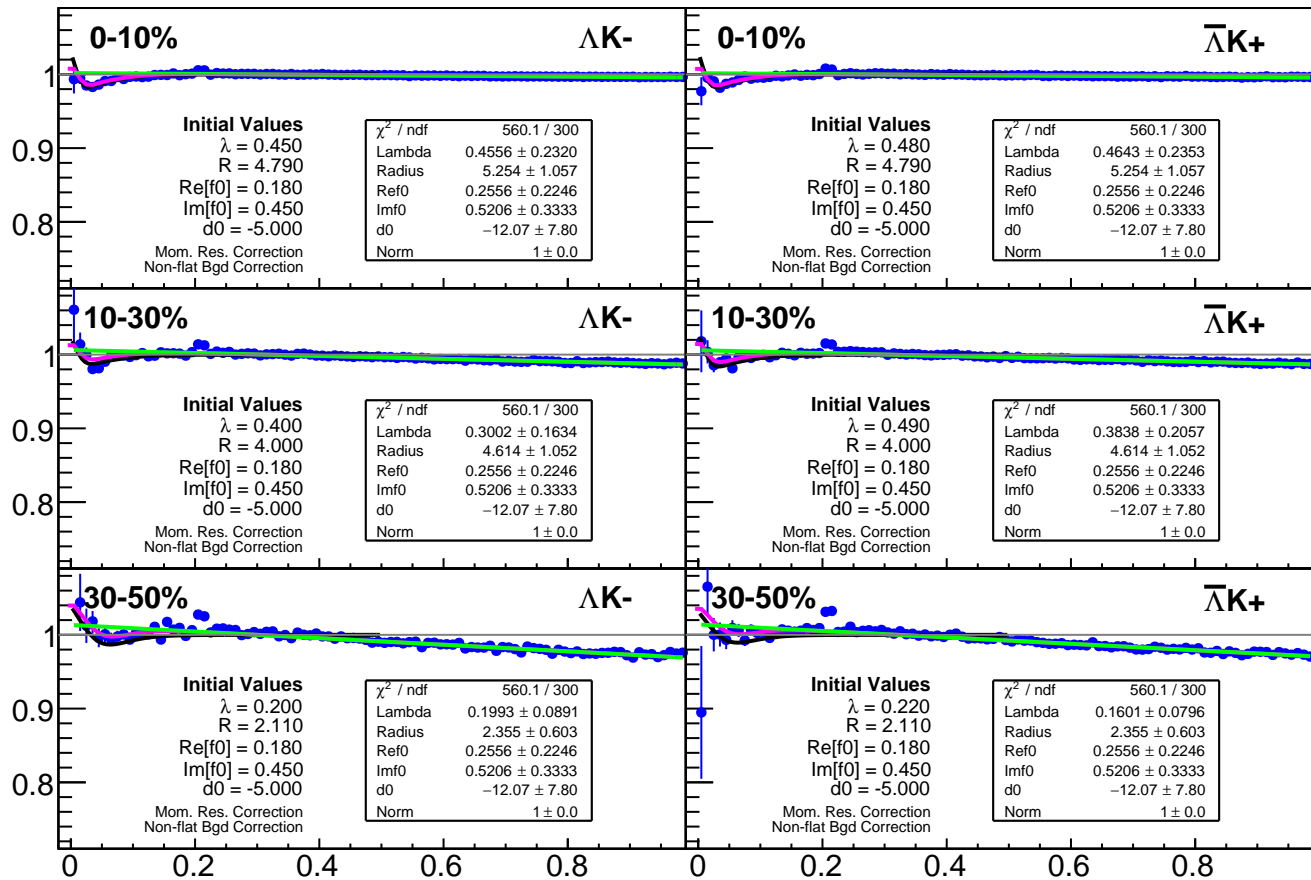 0-10%
ΛK-
1
0.9
0.8
Initial Values
λ = 0.450
R = 4.790
Re[f0] = 0.180
Im[f0] = 0.450
d0 = -5.000
Mom. Res. Correction
Non-flat Bgd Correction
χ² / ndf 560.1 / 300
Lambda 0.4556 ± 0.2320
Radius 5.254 ± 1.057
Ref0 0.2556 ± 0.2246
Imf0 0.5206 ± 0.3333
d0 −12.07 ± 7.80
Norm 1 ± 0.0
0-10%
Λ̅K+
Initial Values
λ = 0.480
R = 4.790
Re[f0] = 0.180
Im[f0] = 0.450
d0 = -5.000
Mom. Res. Correction
Non-flat Bgd Correction
χ² / ndf 560.1 / 300
Lambda 0.4643 ± 0.2353
Radius 5.254 ± 1.057
Ref0 0.2556 ± 0.2246
Imf0 0.5206 ± 0.3333
d0 −12.07 ± 7.80
Norm 1 ± 0.0
10-30%
ΛK-
1
0.9
0.8
Initial Values
λ = 0.400
R = 4.000
Re[f0] = 0.180
Im[f0] = 0.450
d0 = -5.000
Mom. Res. Correction
Non-flat Bgd Correction
χ² / ndf 560.1 / 300
Lambda 0.3002 ± 0.1634
Radius 4.614 ± 1.052
Ref0 0.2556 ± 0.2246
Imf0 0.5206 ± 0.3333
d0 −12.07 ± 7.80
Norm 1 ± 0.0
10-30%
Λ̅K+
Initial Values
λ = 0.490
R = 4.000
Re[f0] = 0.180
Im[f0] = 0.450
d0 = -5.000
Mom. Res. Correction
Non-flat Bgd Correction
χ² / ndf 560.1 / 300
Lambda 0.3838 ± 0.2057
Radius 4.614 ± 1.052
Ref0 0.2556 ± 0.2246
Imf0 0.5206 ± 0.3333
d0 −12.07 ± 7.80
Norm 1 ± 0.0
30-50%
ΛK-
1
0.9
0.8
Initial Values
λ = 0.200
R = 2.110
Re[f0] = 0.180
Im[f0] = 0.450
d0 = -5.000
Mom. Res. Correction
Non-flat Bgd Correction
χ² / ndf 560.1 / 300
Lambda 0.1993 ± 0.0891
Radius 2.355 ± 0.603
Ref0 0.2556 ± 0.2246
Imf0 0.5206 ± 0.3333
d0 −12.07 ± 7.80
Norm 1 ± 0.0
30-50%
Λ̅K+
Initial Values
λ = 0.220
R = 2.110
Re[f0] = 0.180
Im[f0] = 0.450
d0 = -5.000
Mom. Res. Correction
Non-flat Bgd Correction
χ² / ndf 560.1 / 300
Lambda 0.1601 ± 0.0796
Radius 2.355 ± 0.603
Ref0 0.2556 ± 0.2246
Imf0 0.5206 ± 0.3333
d0 −12.07 ± 7.80
Norm 1 ± 0.0
0 0.2 0.4 0.6 0.8
0 0.2 0.4 0.6 0.8